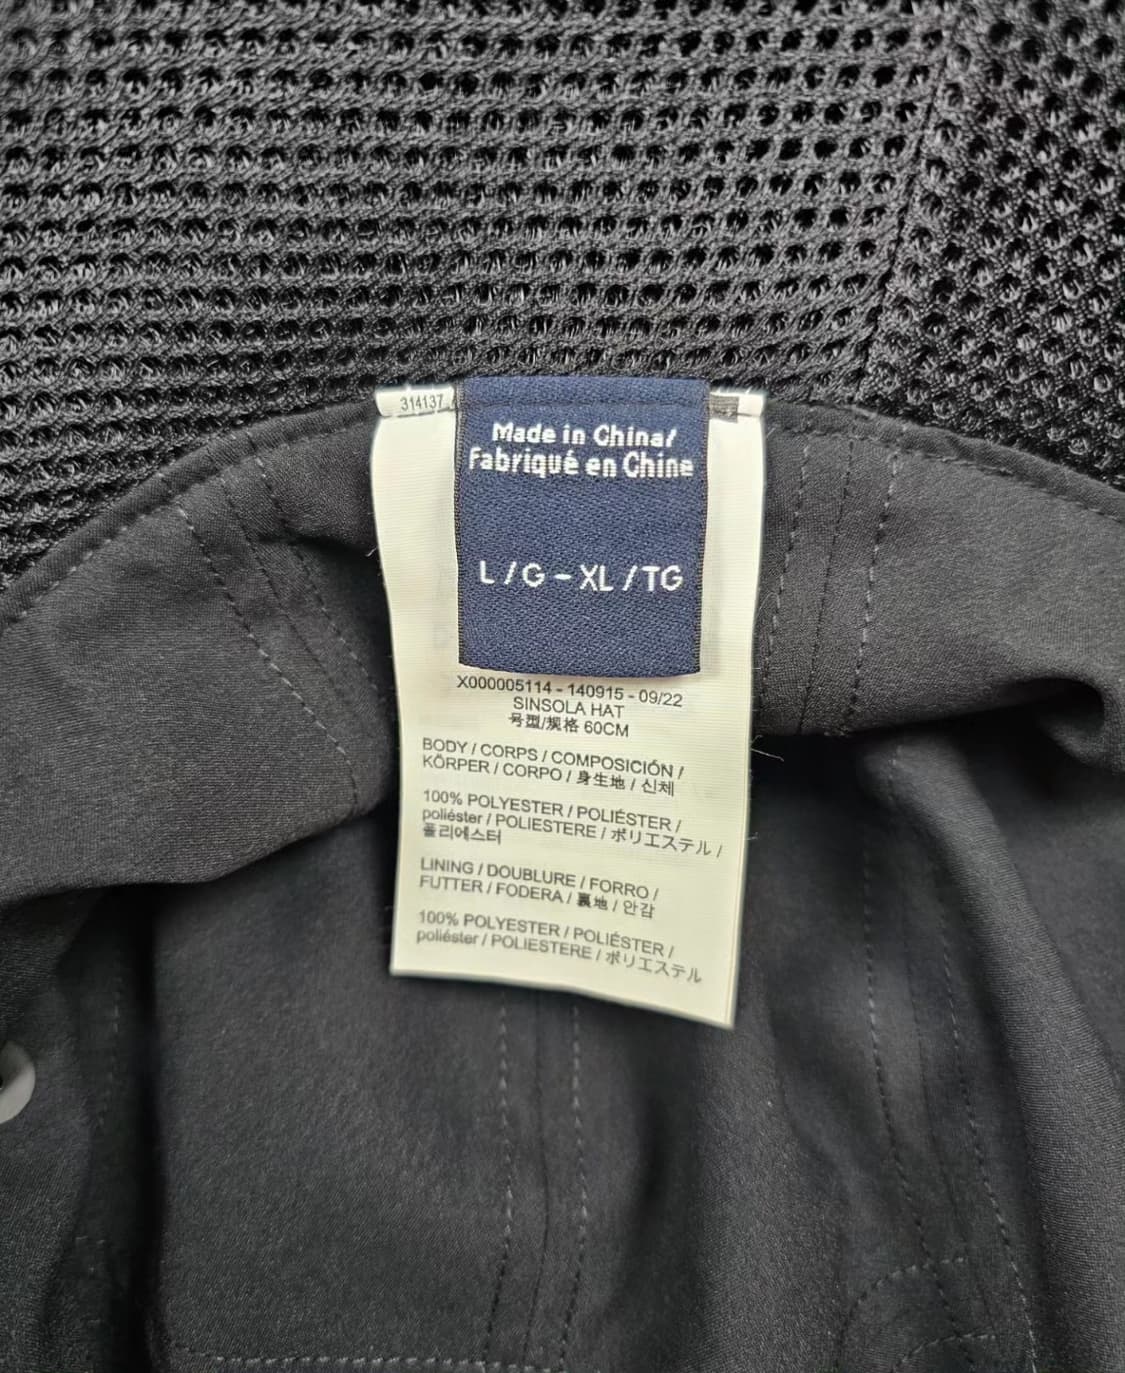 314137
Made in China/
Fabriqué en Chine
L / G - XL / TG
X000005114 - 140915 - 09/22
SINSOLA HAT
号型/规格 60CM
BODY / CORPS / COMPOSICIÓN /
KÖRPER / CORPO / 身生地 / 신체
100% POLYESTER / POLIÉSTER /
poliéster / POLIESTERE / ポリエステル /
폴리에스터
LINING / DOUBLURE / FORRO /
FUTTER / FODERA / 裏地 / 안감
100% POLYESTER / POLIÉSTER /
poliéster / POLIESTERE / ポリエステル